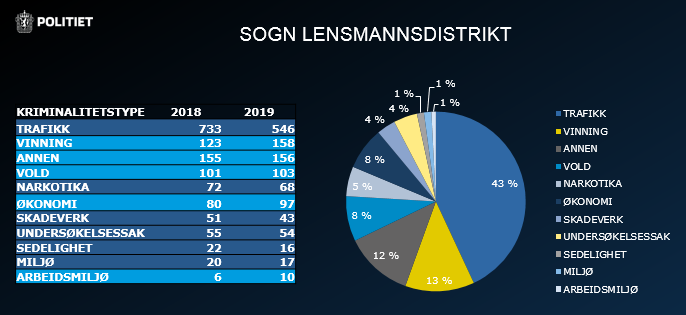 POLITIET
SOGN LENSMANNSDISTRIKT
KRIMINALITETSTYPE 2018 2019
TRAFIKK 733 546
VINNING 123 158
ANNEN 155 156
VOLD 101 103
NARKOTIKA 72 68
ØKONOMI 80 97
SKADEVERK 51 43
UNDERSØKELSESSAK 55 54
SEDELIGHET 22 16
MILJØ 20 17
ARBEIDSMILJØ 6 10
1 %
1 %
1 %
4 %
4 %
8 %
5 %
8 %
12 %
13 %
43 %
TRAFIKK
VINNING
ANNEN
VOLD
NARKOTIKA
ØKONOMI
SKADEVERK
UNDERSØKELSESSAK
SEDELIGHET
MILJØ
ARBEIDSMILJØ